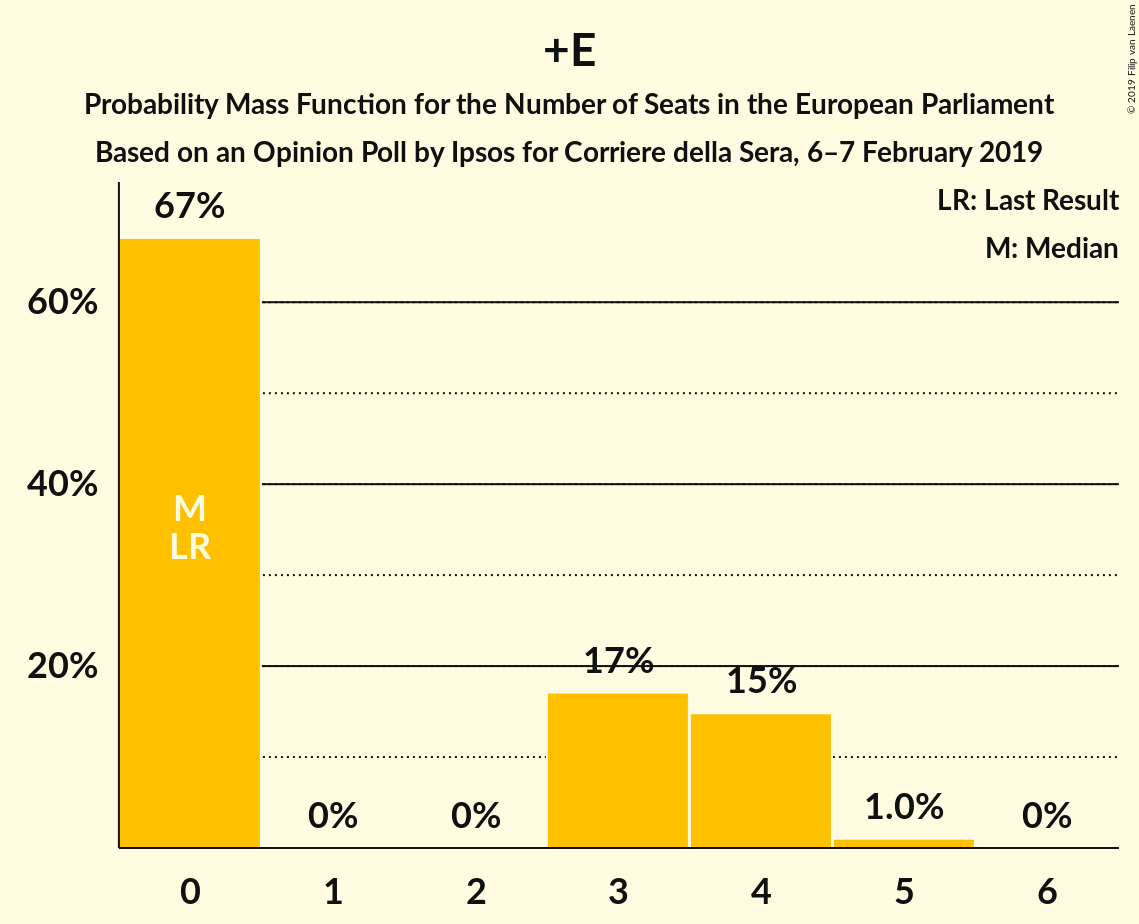 +E
Probability Mass Function for the Number of Seats in the European Parliament
Based on an Opinion Poll by Ipsos for Corriere della Sera, 6–7 February 2019
© 2019 Filip van Laenen
LR: Last Result
M: Median
67%
60%
40%
20%
M
LR
0%
0%
17%
15%
1.0%
0%
0 1 2 3 4 5 6